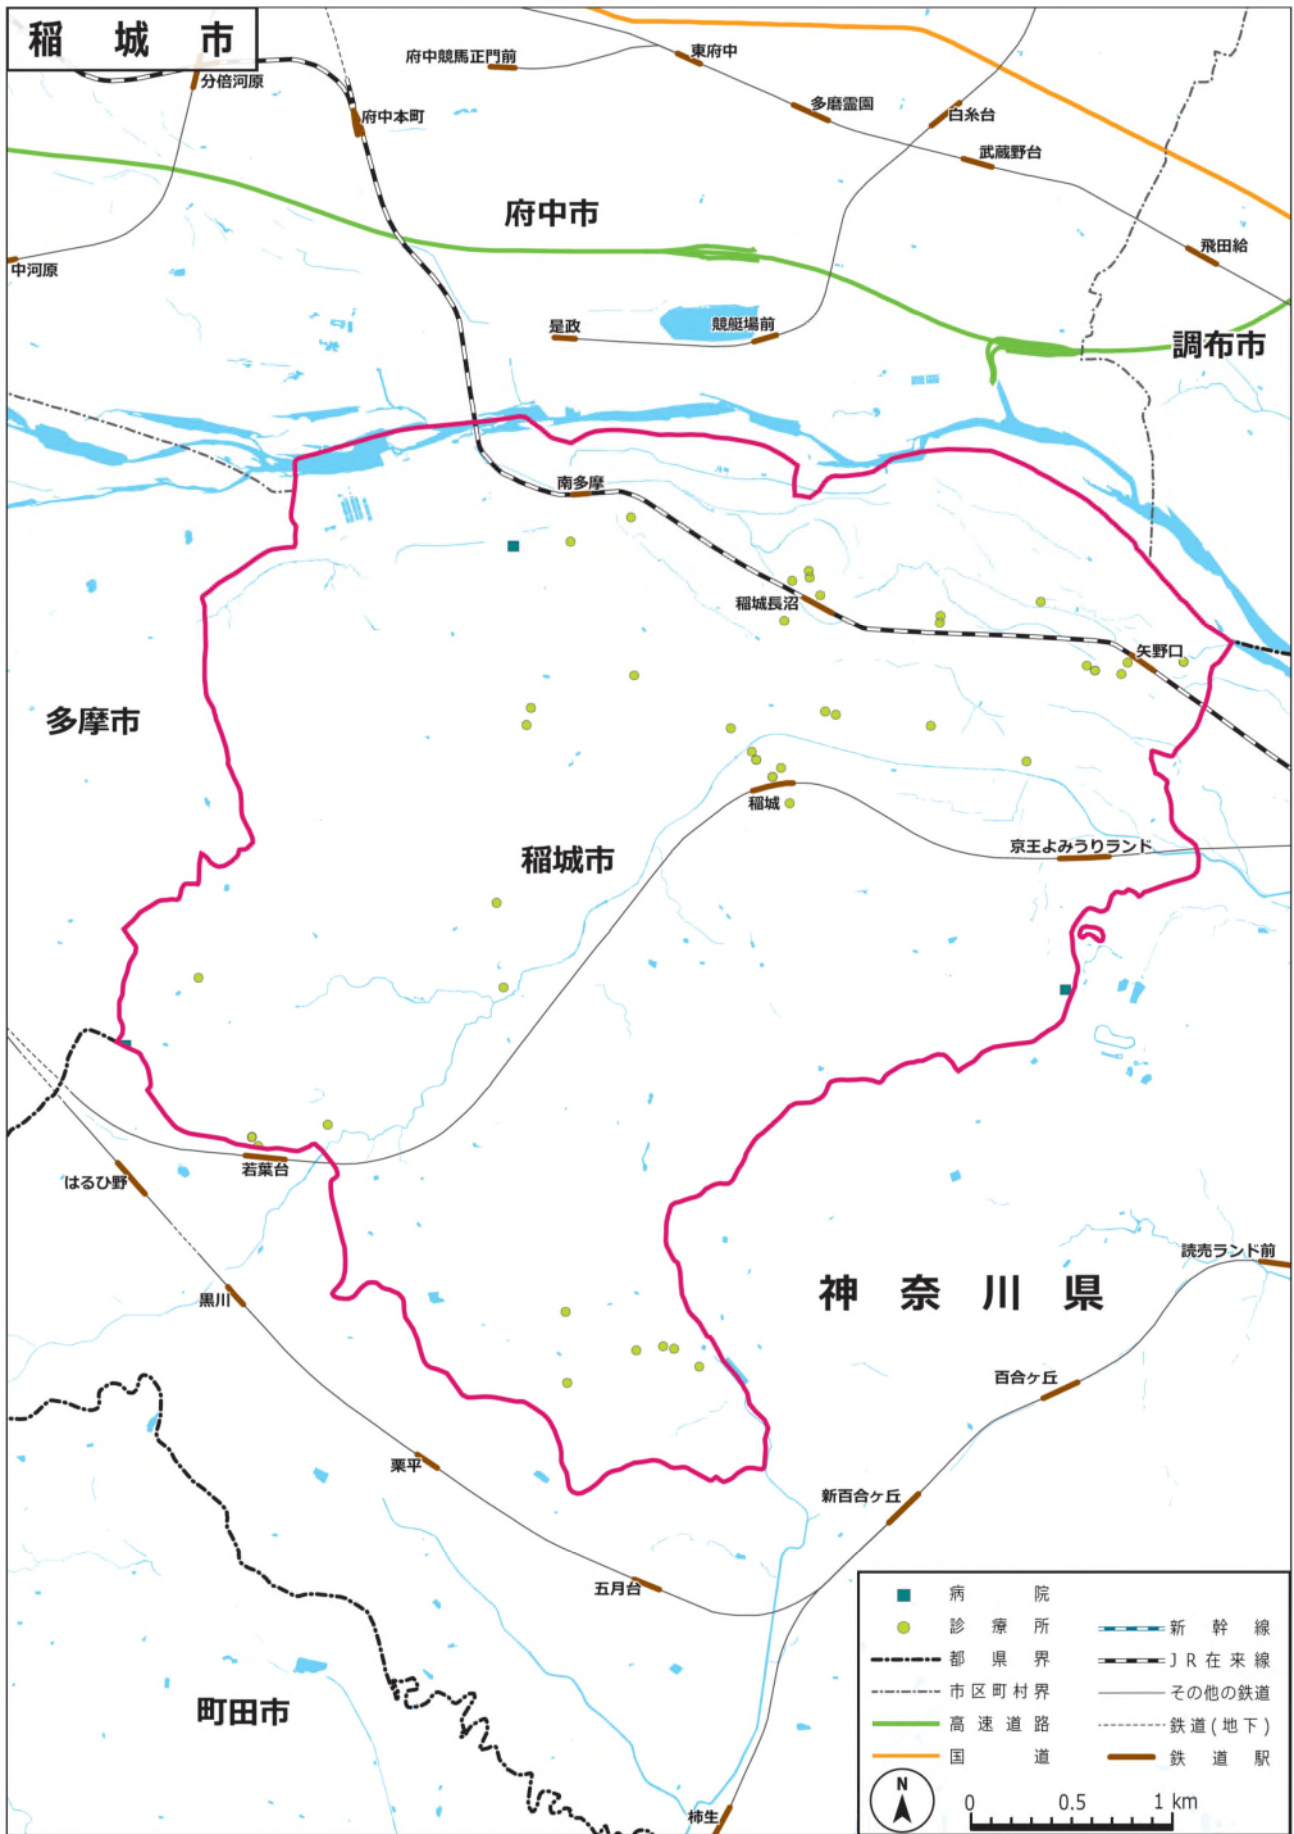 稲城市
分倍河原
府中競馬正門前
東府中
府中本町
多磨霊園
白糸台
武蔵野台
府中市
飛田給
中河原
是政
競艇場前
調布市
南多摩
稲城長沼
矢野口
多摩市
稲城
京王よみうりランド
稲城市
若葉台
はるひ野
黒川
読売ランド前
神奈川県
百合ヶ丘
栗平
新百合ヶ丘
五月台
町田市
柿生
病院
診療所
都県界
市区町村界
高速道路
国道
新幹線
JR在来線
その他の鉄道
鉄道(地下)
鉄道駅
N
0 0.5 1 km